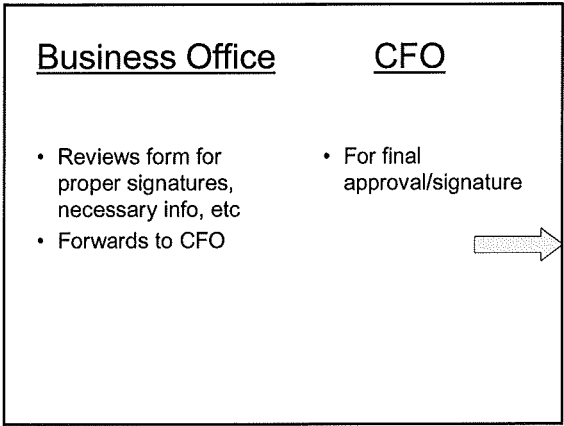 Business Office
• Reviews form for
proper signatures,
necessary info, etc
• Forwards to CFO
CFO
• For final
approval/signature